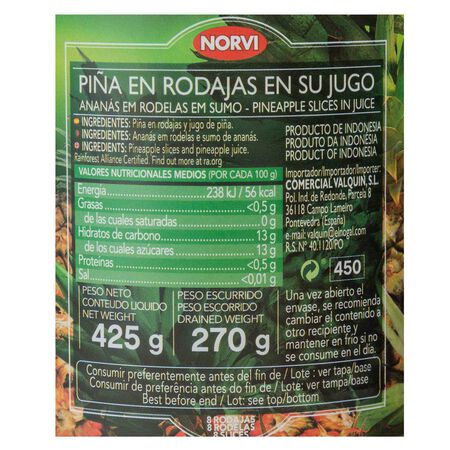 NORVI
PIÑA EN RODAJAS EN SU JUGO
ANANÁS EM RODELAS EM SUMO - PINEAPPLE SLICES IN JUICE
INGREDIENTES: Piña en rodajas y jugo de piña.
INGREDIENTES: Ananás em rodelas e sumo de ananás.
INGREDIENTS: Pineapple slices and pineapple juice.
Rainforest Alliance Certified. Find out more at ra.org
VALORES NUTRICIONALES MEDIOS (POR CADA 100 g)
Energía 238 kJ / 56 kcal
Grasas <0,5 g
de las cuales saturadas 0 g
Hidratos de carbono 13 g
de los cuales azúcares 13 g
Proteínas <0,5 g
Sal <0,01 g
PRODUCTO DE INDONESIA
PRODUTO DA INDONÉSIA
PRODUCT OF INDONESIA
Importador/Importador/Importer:
COMERCIAL VALQUIN, S.L.
Pol. Ind. de Redonde, Parcela 8
36118 Campo Lameiro
Pontevedra (España)
e-mail: valquin@elnogal.com
R.S. N° 40.1120/PO
450
PESO NETO
CONTEÚDO LÍQUIDO
NET WEIGHT
425 g
PESO ESCURRIDO
PESO ESCORRIDO
DRAINED WEIGHT
270 g
Una vez abierto el
envase, se recomienda
cambiar el contenido a
otro recipiente y
mantener en frío si no
se consume en el día.
Consumir preferentemente antes del fin de / Lote : ver tapa/base
Consumir de preferência antes do fim de / Lote: ver tampa/base
Best before end / Lot: see top/bottom
8 RODAJAS
8 RODELAS
8 SLICES